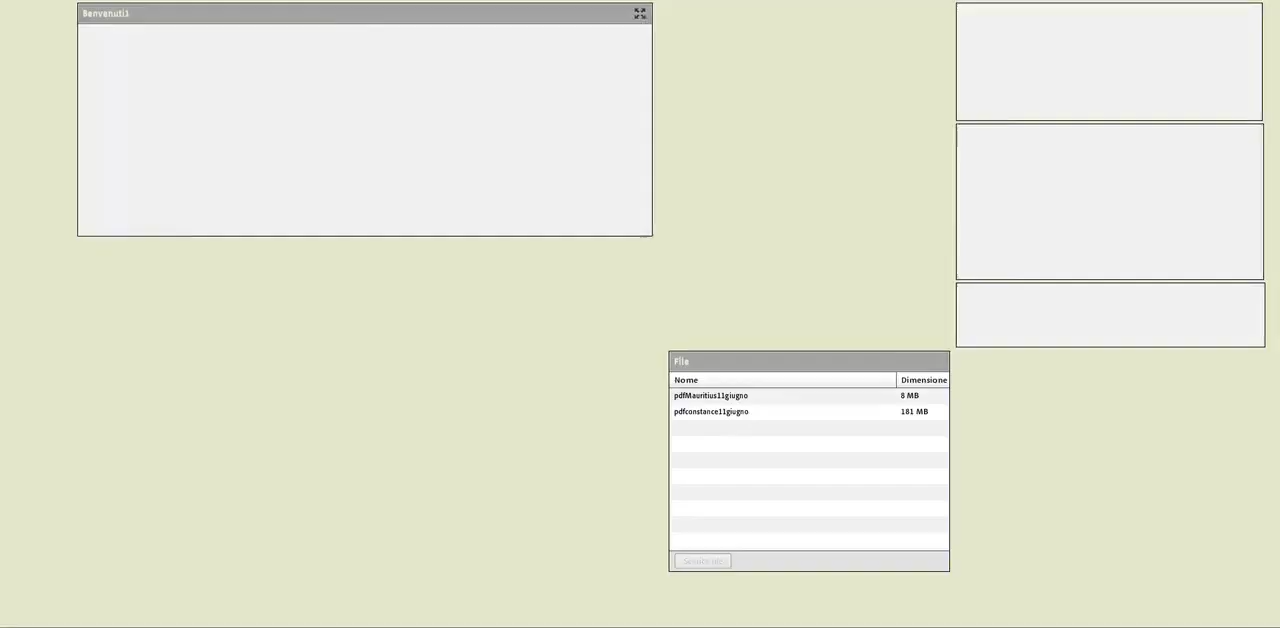 Benvenuti1
File
Nome Dimensione
pdfMauritius11giugno 8 MB
pdfconstance11giugno 181 MB